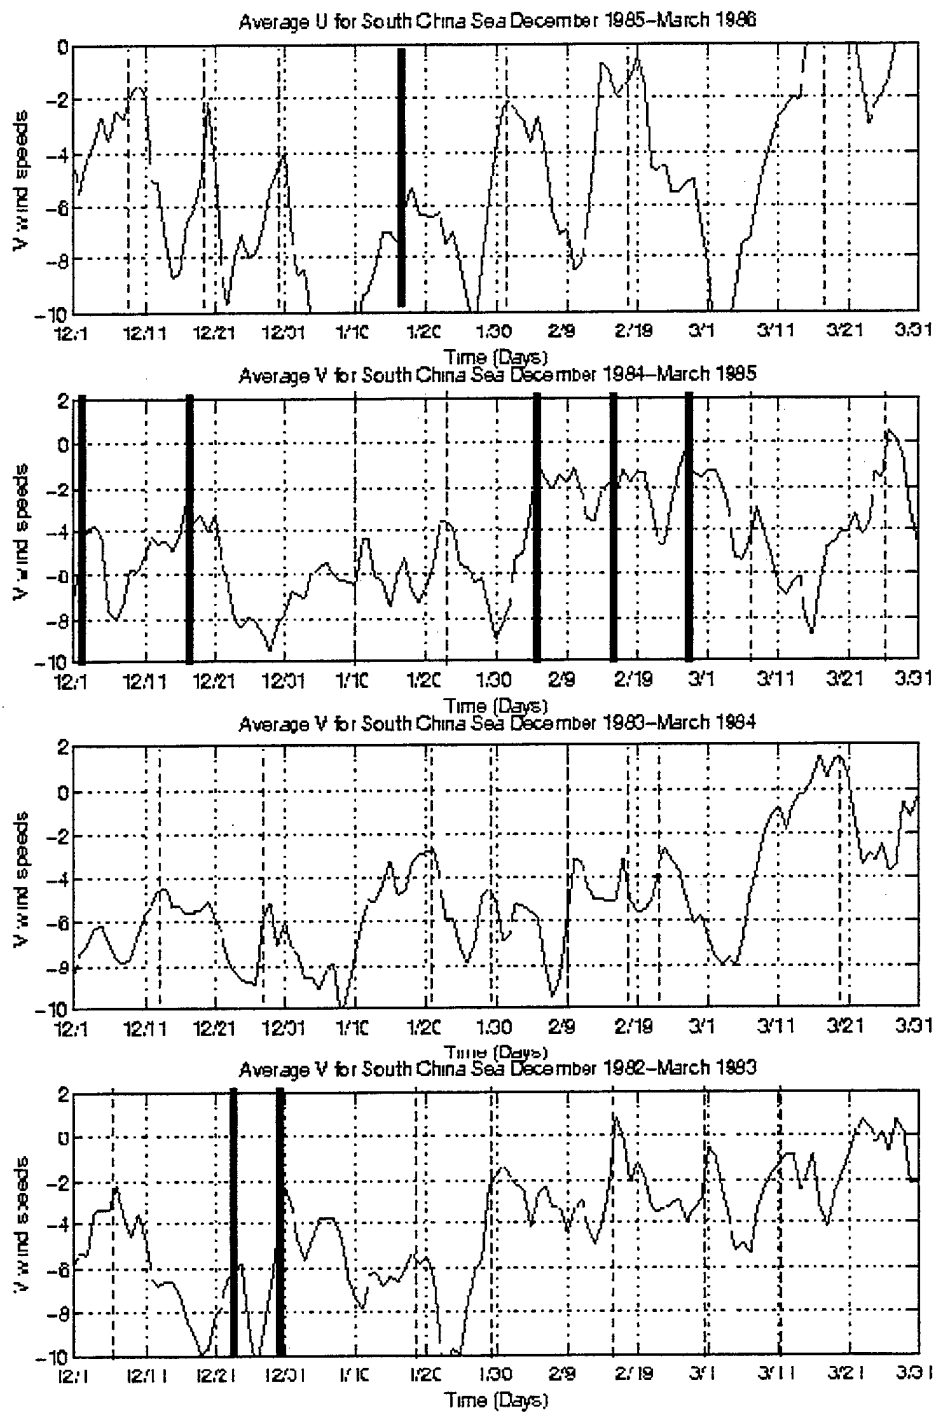 Average U for South China Sea December 1985–March 1986
V wind speeds
0
−2
−4
−6
−8
−10
12/1 12/11 12/21 12/31 1/10 1/20 1/30 2/9 2/19 3/1 3/11 3/21 3/31
Time (Days)
Average V for South China Sea December 1984–March 1985
V wind speeds
2
0
−2
−4
−6
−8
−10
12/1 12/11 12/21 12/31 1/10 1/20 1/30 2/9 2/19 3/1 3/11 3/21 3/31
Time (Days)
Average V for South China Sea December 1983–March 1984
V wind speeds
2
0
−2
−4
−6
−8
−10
12/1 12/11 12/21 12/31 1/10 1/20 1/30 2/9 2/19 3/1 3/11 3/21 3/31
Time (Days)
Average V for South China Sea December 1982–March 1983
V wind speeds
2
0
−2
−4
−6
−8
−10
12/1 12/11 12/21 12/31 1/10 1/20 1/30 2/9 2/19 3/1 3/11 3/21 3/31
Time (Days)